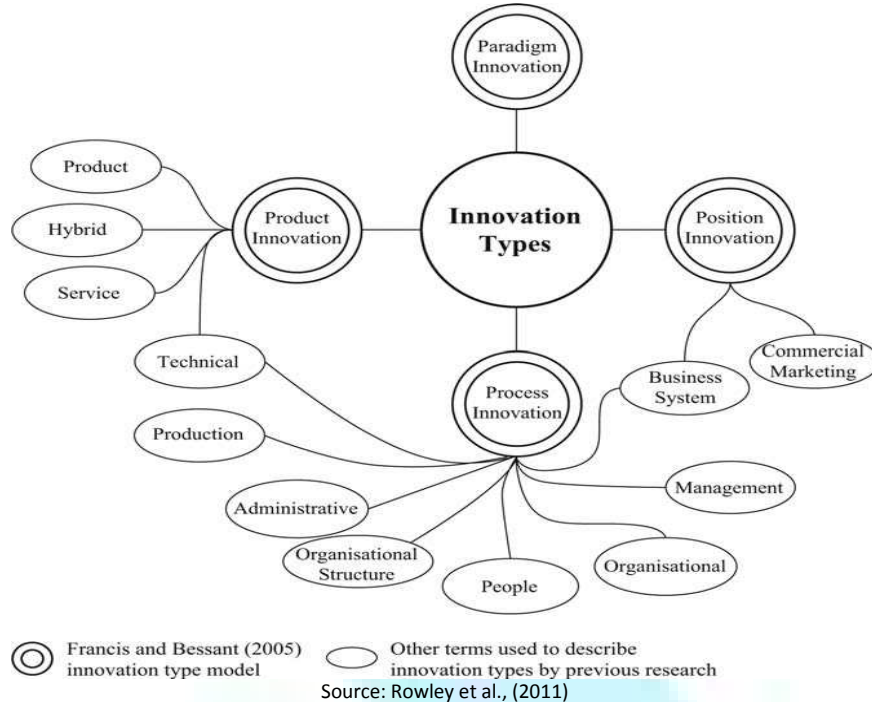 Paradigm
Innovation
Product
Hybrid
Service
Product
Innovation
Innovation
Types
Position
Innovation
Technical
Production
Process
Innovation
Business
System
Commercial
Marketing
Administrative
Organisational
Structure
People
Organisational
Management
Francis and Bessant (2005)
innovation type model
Other terms used to describe
innovation types by previous research
Source: Rowley et al., (2011)